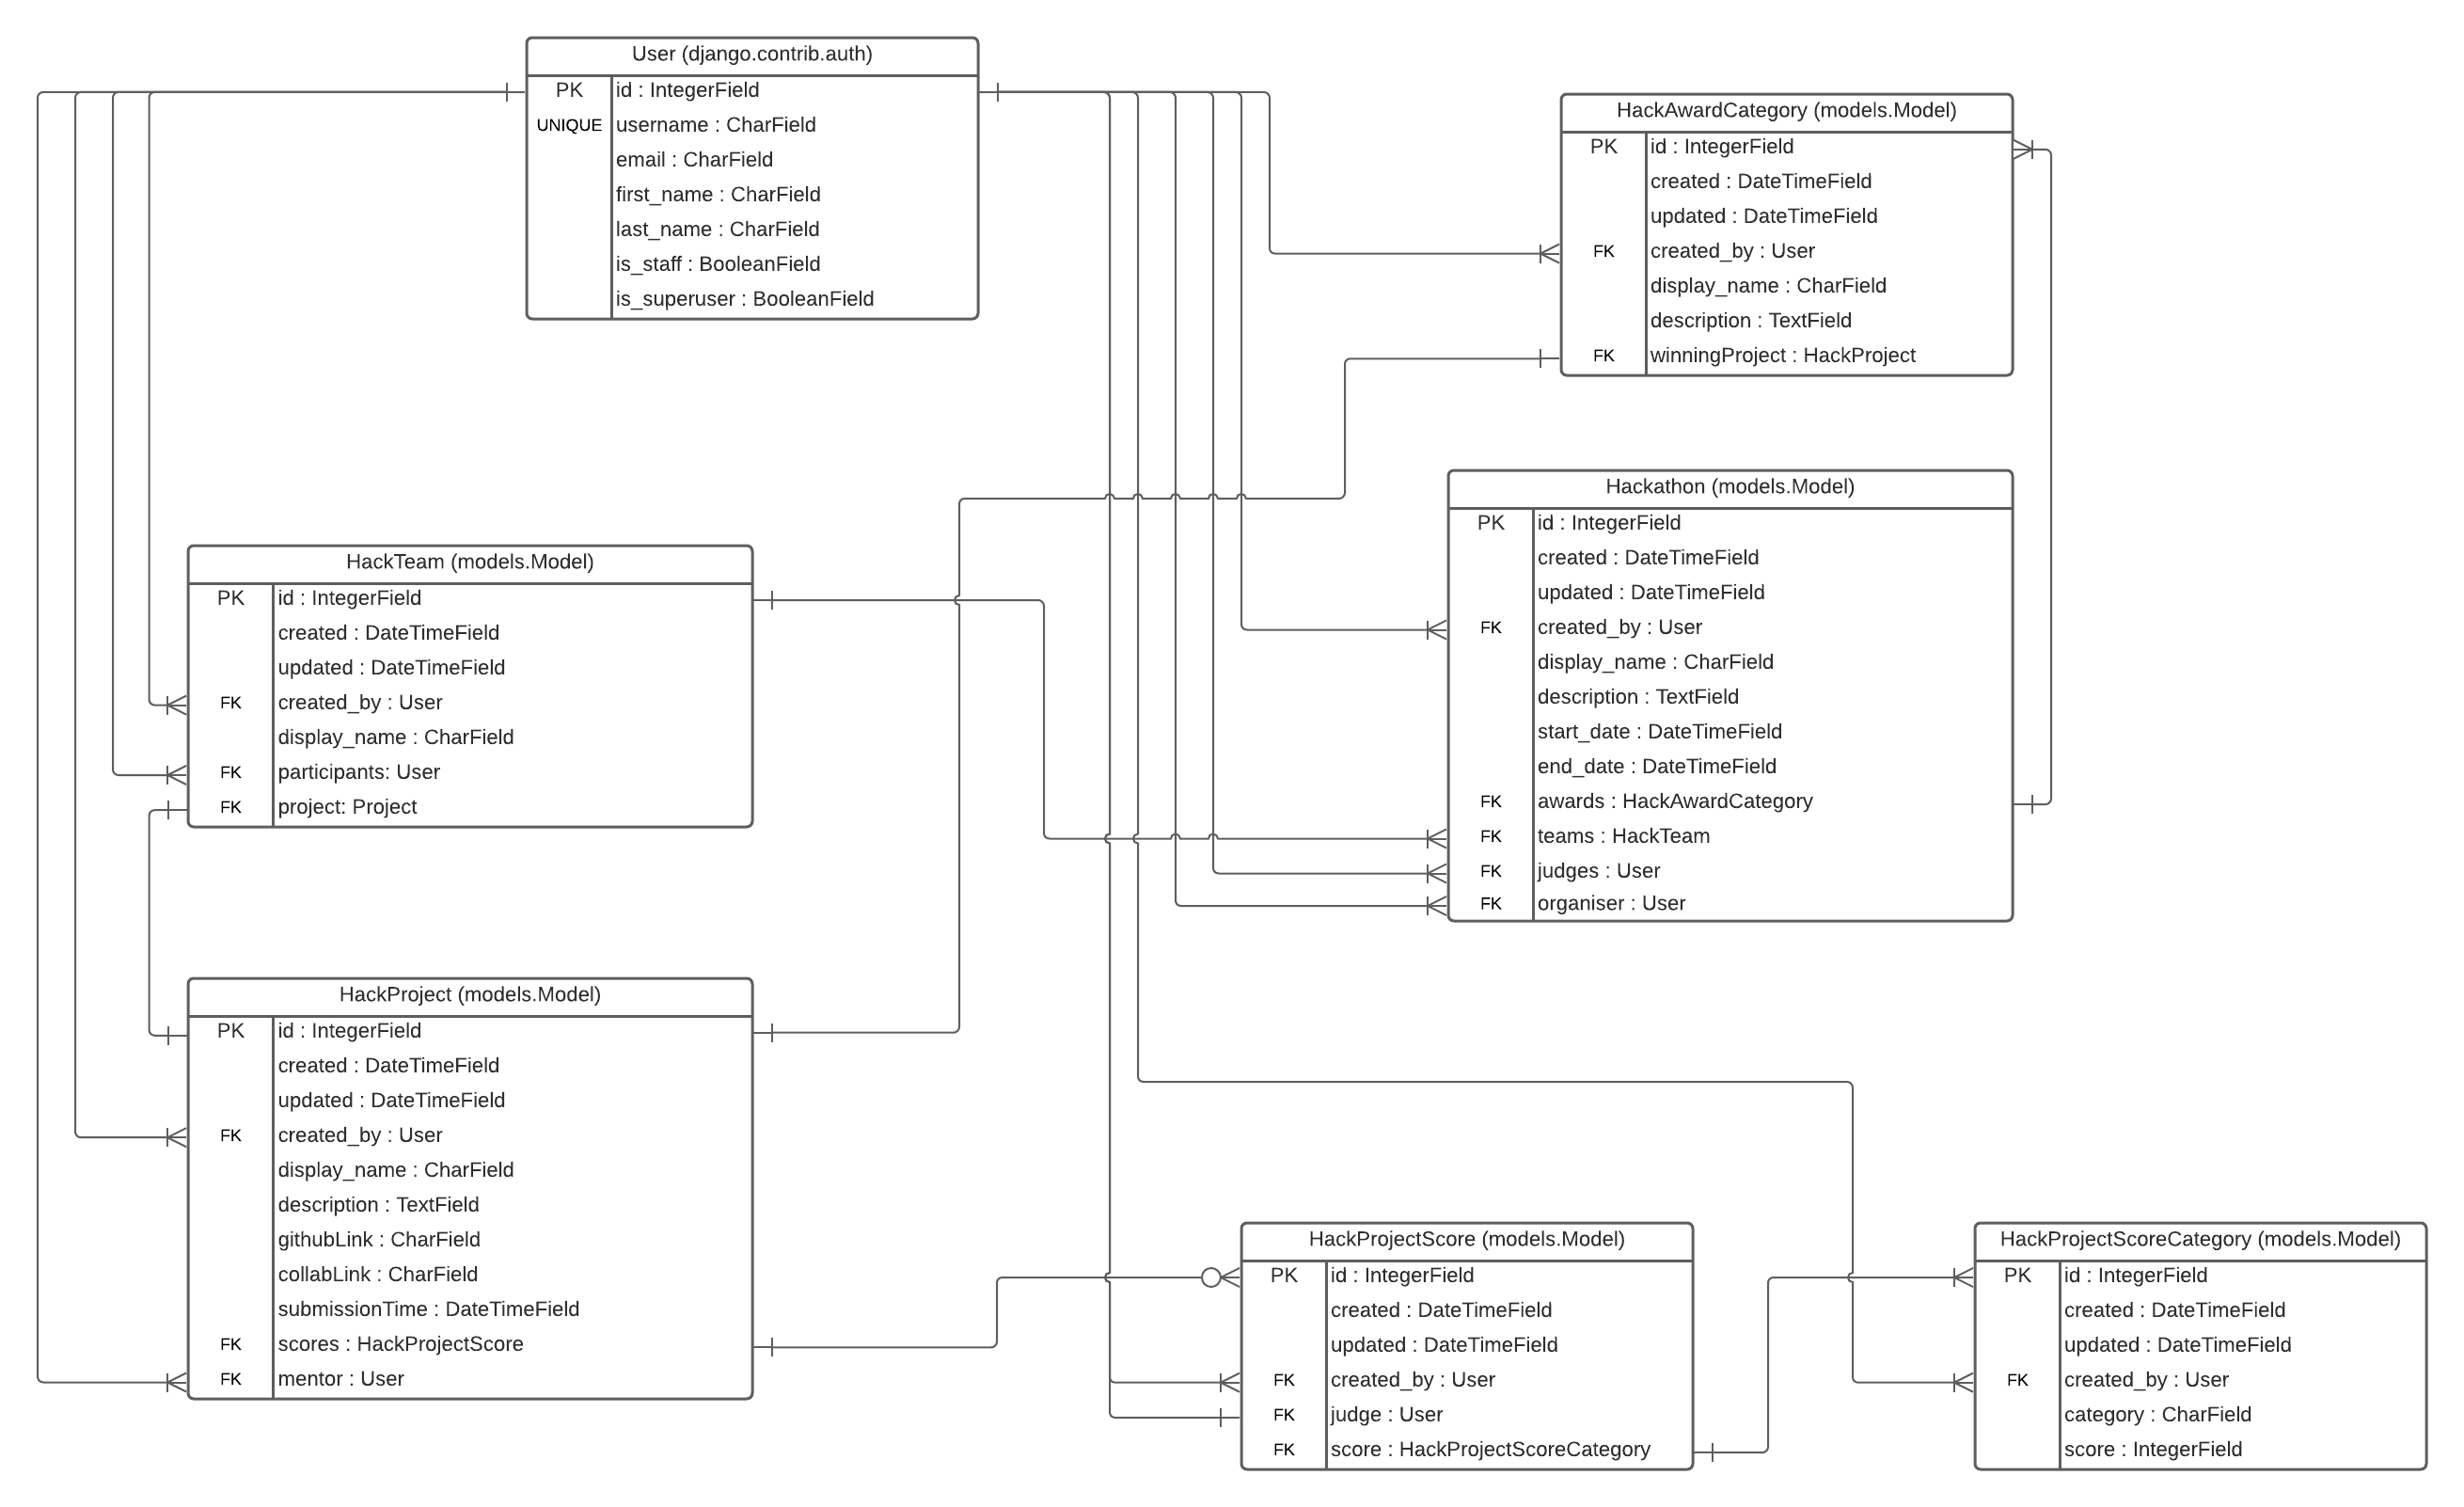 User (django.contrib.auth)
PK id : IntegerField
UNIQUE username : CharField
email : CharField
first_name : CharField
last_name : CharField
is_staff : BooleanField
is_superuser : BooleanField
HackAwardCategory (models.Model)
PK id : IntegerField
created : DateTimeField
updated : DateTimeField
FK created_by : User
display_name : CharField
description : TextField
FK winningProject : HackProject
Hackathon (models.Model)
PK id : IntegerField
created : DateTimeField
updated : DateTimeField
FK created_by : User
display_name : CharField
description : TextField
start_date : DateTimeField
end_date : DateTimeField
FK awards : HackAwardCategory
FK teams : HackTeam
FK judges : User
FK organiser : User
HackTeam (models.Model)
PK id : IntegerField
created : DateTimeField
updated : DateTimeField
FK created_by : User
display_name : CharField
FK participants: User
FK project: Project
HackProject (models.Model)
PK id : IntegerField
created : DateTimeField
updated : DateTimeField
FK created_by : User
display_name : CharField
description : TextField
githubLink : CharField
collabLink : CharField
submissionTime : DateTimeField
FK scores : HackProjectScore
FK mentor : User
HackProjectScore (models.Model)
PK id : IntegerField
created : DateTimeField
updated : DateTimeField
FK created_by : User
FK judge : User
FK score : HackProjectScoreCategory
HackProjectScoreCategory (models.Model)
PK id : IntegerField
created : DateTimeField
updated : DateTimeField
FK created_by : User
category : CharField
score : IntegerField